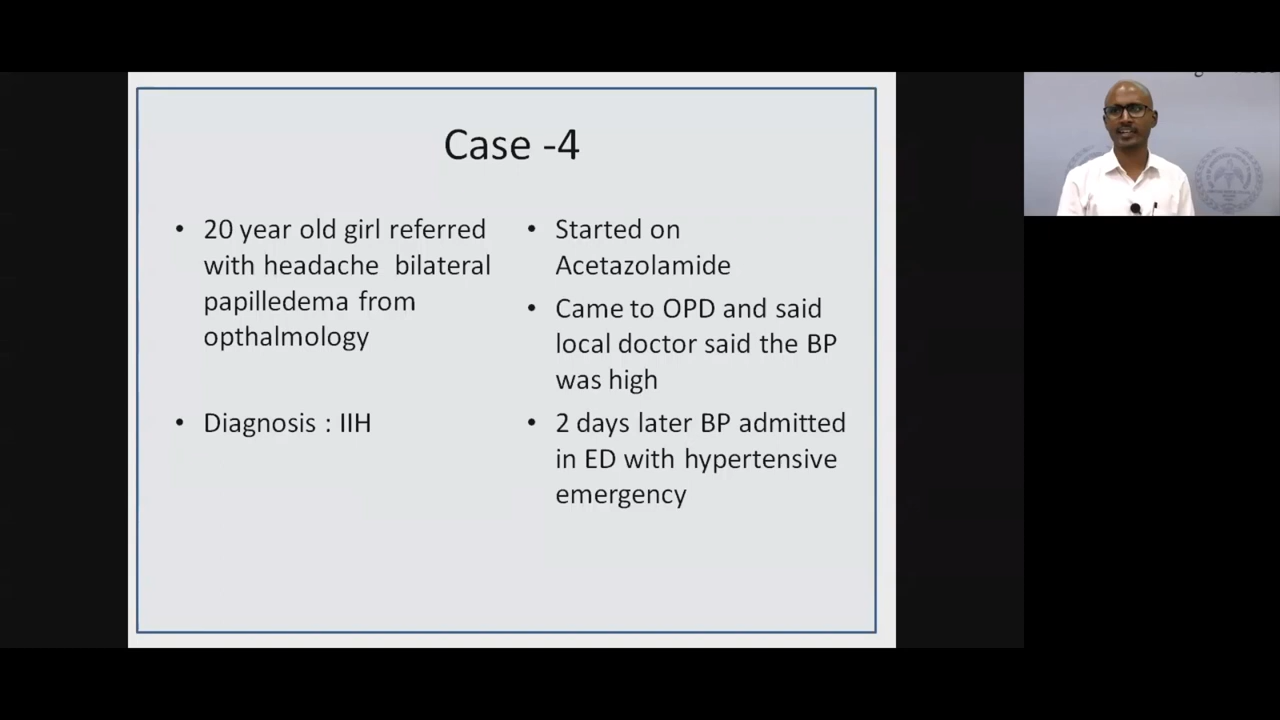 Case -4
• 20 year old girl referred
with headache bilateral
papilledema from
opthalmology
• Diagnosis : IIH
• Started on
Acetazolamide
• Came to OPD and said
local doctor said the BP
was high
• 2 days later BP admitted
in ED with hypertensive
emergency